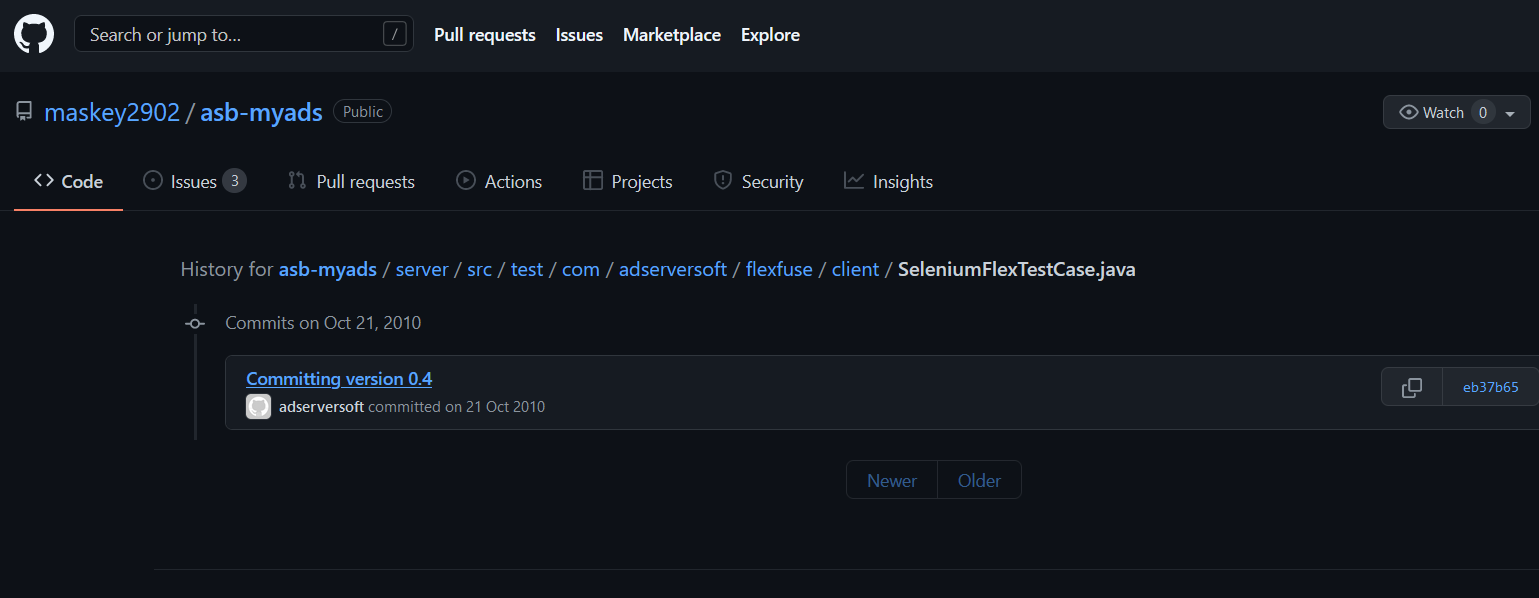 Search or jump to... /
Pull requests Issues Marketplace Explore
maskey2902 / asb-myads Public
Watch 0
Code Issues 3 Pull requests Actions Projects Security Insights
History for asb-myads / server / src / test / com / adserversoft / flexfuse / client / SeleniumFlexTestCase.java
Commits on Oct 21, 2010
Committing version 0.4
adserversoft committed on 21 Oct 2010
eb37b65
Newer Older